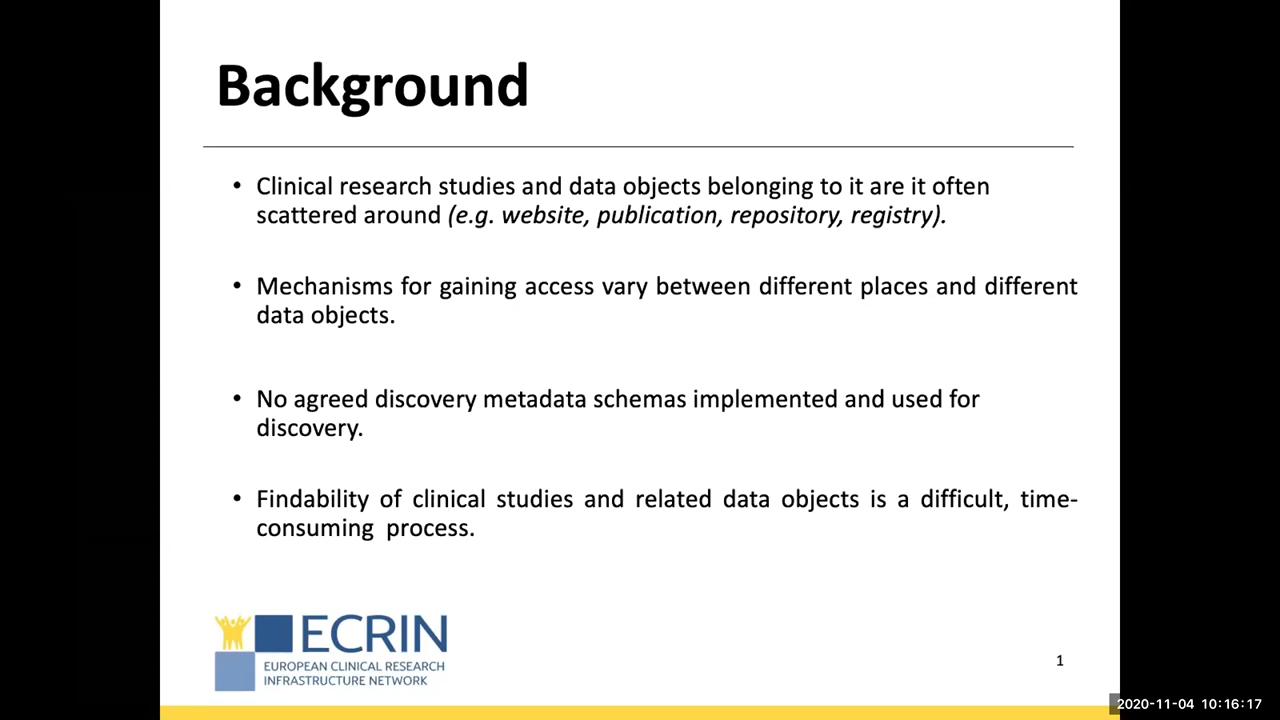 Background
• Clinical research studies and data objects belonging to it are it often
scattered around (e.g. website, publication, repository, registry).
• Mechanisms for gaining access vary between different places and different
data objects.
• No agreed discovery metadata schemas implemented and used for
discovery.
• Findability of clinical studies and related data objects is a difficult, time-
consuming process.
ECRIN
EUROPEAN CLINICAL RESEARCH
INFRASTRUCTURE NETWORK
1
2020-11-04 10:16:17